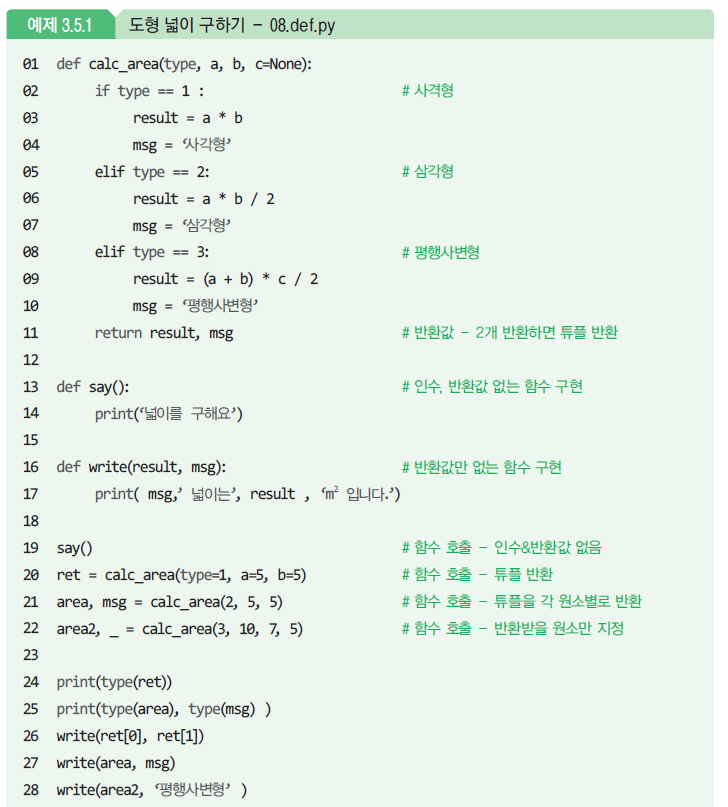 예제 3.5.1 도형 넓이 구하기 - 08.def.py
01 def calc_area(type, a, b, c=None):
02 if type == 1 : # 사격형
03 result = a * b
04 msg = ‘사각형’
05 elif type == 2: # 삼각형
06 result = a * b / 2
07 msg = ‘삼각형’
08 elif type == 3: # 평행사변형
09 result = (a + b) * c / 2
10 msg = ‘평행사변형’
11 return result, msg # 반환값 - 2개 반환하면 튜플 반환
12
13 def say(): # 인수, 반환값 없는 함수 구현
14 print(‘넓이를 구해요’)
15
16 def write(result, msg): # 반환값만 없는 함수 구현
17 print( msg,’ 넓이는’, result , ‘m² 입니다.’)
18
19 say() # 함수 호출 - 인수&반환값 없음
20 ret = calc_area(type=1, a=5, b=5) # 함수 호출 - 튜플 반환
21 area, msg = calc_area(2, 5, 5) # 함수 호출 - 튜플을 각 원소별로 반환
22 area2, _ = calc_area(3, 10, 7, 5) # 함수 호출 - 반환받을 원소만 지정
23
24 print(type(ret))
25 print(type(area), type(msg) )
26 write(ret[0], ret[1])
27 write(area, msg)
28 write(area2, ‘평행사변형’ )